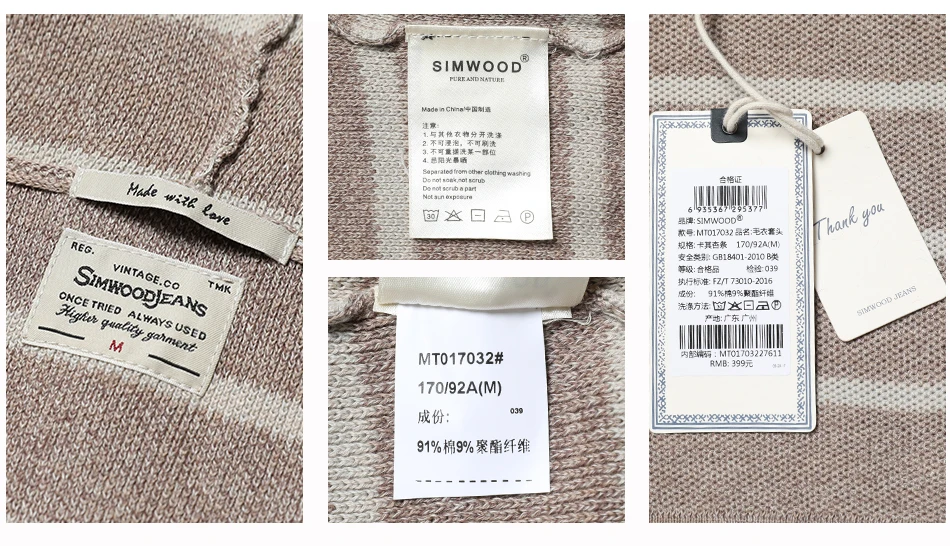 Made with love
REG.
TMK
VINTAGE.CO
SIMWOODJEANS
ONCE TRIED ALWAYS USED
Higher quality garment
M
SIMWOOD®
PURE AND NATURE
Made in China/中国制造
注意:
1. 与其他衣物分开洗涤
2. 不可浸泡，不可刷洗
3. 不可重搓洗某一部位
4. 忌阳光暴晒
Separated from other clothing washing
Do not soak,not scrub
Do not scrub a part
Not sun exposure
30
P
MT017032#
170/92A(M)
成份:
039
91%棉9%聚酯纤维
合格证
6 935367 295377
品牌: SIMWOOD®
款号: MT017032 品名:毛衣套头
规格: 卡其杏条 170/92A(M)
安全类别: GB18401-2010 B类
等级: 合格品 检验: 039
执行标准: FZ/T 73010-2016
成份: 91%棉9%聚酯纤维
洗涤方法:
产地: 广东 广州
内部编码: MT01703227611
RMB: 399元
Thank you
SIMWOOD JEANS